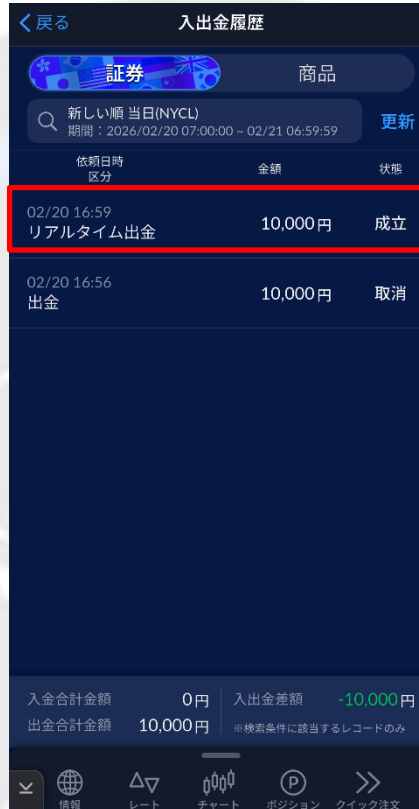 戻る 入出金履歴
証券 商品
新しい順 当日(NYCL)
期間：2026/02/20 07:00:00 ~ 02/21 06:59:59
更新
依頼日時 金額 状態
区分
02/20 16:59
リアルタイム出金 10,000円 成立
02/20 16:56
出金 10,000円 取消
入金合計金額 0円 入出金差額 -10,000円
出金合計金額 10,000円 ※検索条件に該当するレコードのみ
情報 レート チャート ポジション クイック注文